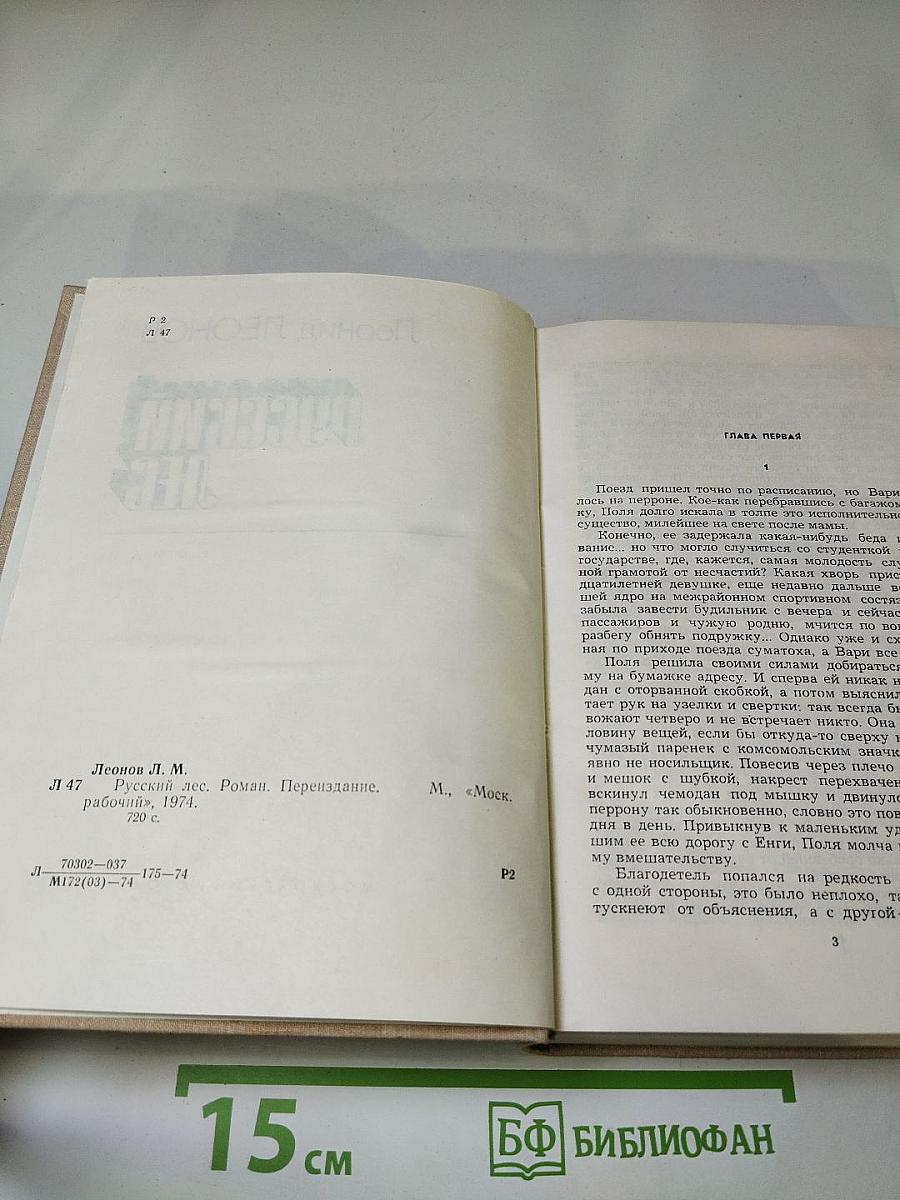 Р 2
Л 47
Леонид ЛЕОНОВ
РУССКИЙ
ЛЕС
Леонов Л. М.
Л 47 Русский лес. Роман. Переиздание. М., «Моск.
рабочий», 1974.
720 с.
Л 70302—037 175—74 Р2
М172(03)—74
ГЛАВА ПЕРВАЯ
1
Поезд пришел точно по расписанию, но Вари
лось на перроне. Кое-как перебравшись с багажом
ку, Поля долго искала в толпе это исполнительно
существо, милейшее на свете после мамы.
Конечно, ее задержала какая-нибудь беда и
вание... но что могло случиться со студенткой
государстве, где, кажется, самая молодость слу
ной грамотой от несчастий? Какая хворь прист
дцатилетней девушке, еще недавно дальше вс
шей ядро на межрайонном спортивном состяз
забыла завести будильник с вечера и сейчас
пассажиров и чужую родню, мчится по вок
разбегу обнять подружку... Однако уже и сх
ная по приходе поезда суматоха, а Вари все
Поля решила своими силами добираться
му на бумажке адресу. И сперва ей никак н
дан с оторванной скобкой, а потом выяснил
тает рук на узелки и свертки: так всегда бы
вожают четверо и не встречает никто. Она
ловину вещей, если бы откуда-то сверху н
чумазый паренек с комсомольским значк
явно не носильщик. Повесив через плечо
и мешок с шубкой, накрест перехвачен
вскинул чемодан под мышку и двинулс
перрону так обыкновенно, словно это пов
дня в день. Привыкнув к маленьким уд
шим ее всю дорогу с Енги, Поля молча
му вмешательству.
Благодетель попался на редкость
с одной стороны, это было неплохо, та
тускнеют от объяснения, а с другой—
3
15 см
БФ БИБЛИОФАН